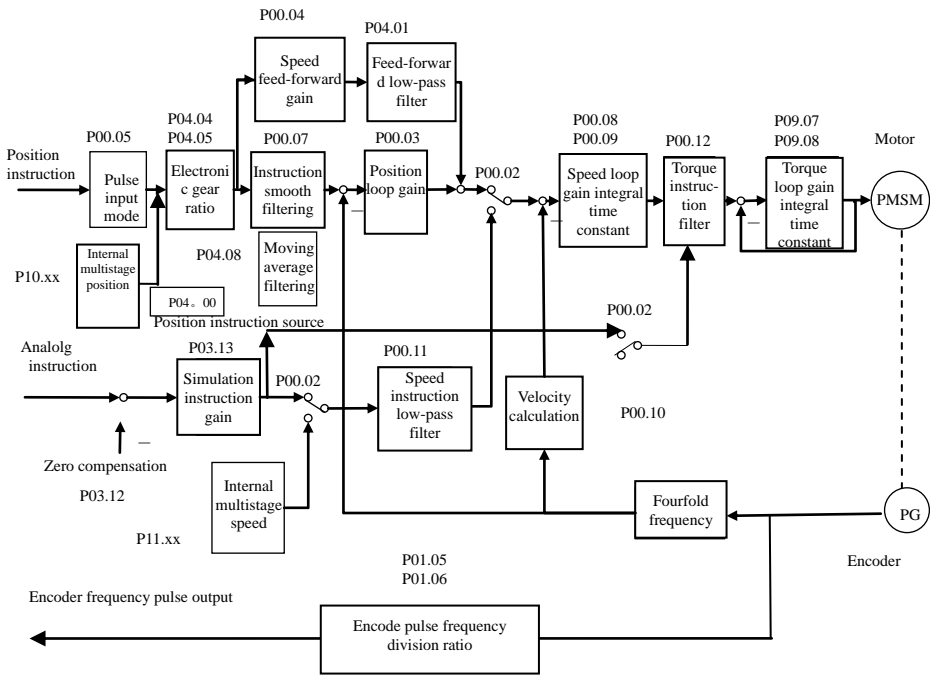 P00.04
P04.01
Speed
feed-forward
gain
Feed-forwar
d low-pass
filter
P04.04
P04.05
P00.05
P00.07
P00.03
P00.08
P00.09
P00.12
P09.07
P09.08
Motor
Position
instruction
Pulse
input
mode
Electroni
c gear
ratio
Instruction
smooth
filtering
Position
loop gain
P00.02
Speed loop
gain integral
time
constant
Torque
instruc-
tion
filter
Torque
loop gain
integral
time
constant
PMSM
—
—
—
P10.xx
Internal
multistage
position
P04.08
Moving
average
filtering
P04。00
Position instruction source
P00.02
Analolg
instruction
P03.13
Simulation
instruction
gain
P00.02
P00.11
Speed
instruction
low-pass
filter
Velocity
calculation
P00.10
—
Zero compensation
P03.12
Internal
multistage
speed
P11.xx
Fourfold
frequency
PG
Encoder
P01.05
P01.06
Encoder frequency pulse output
Encode pulse frequency
division ratio